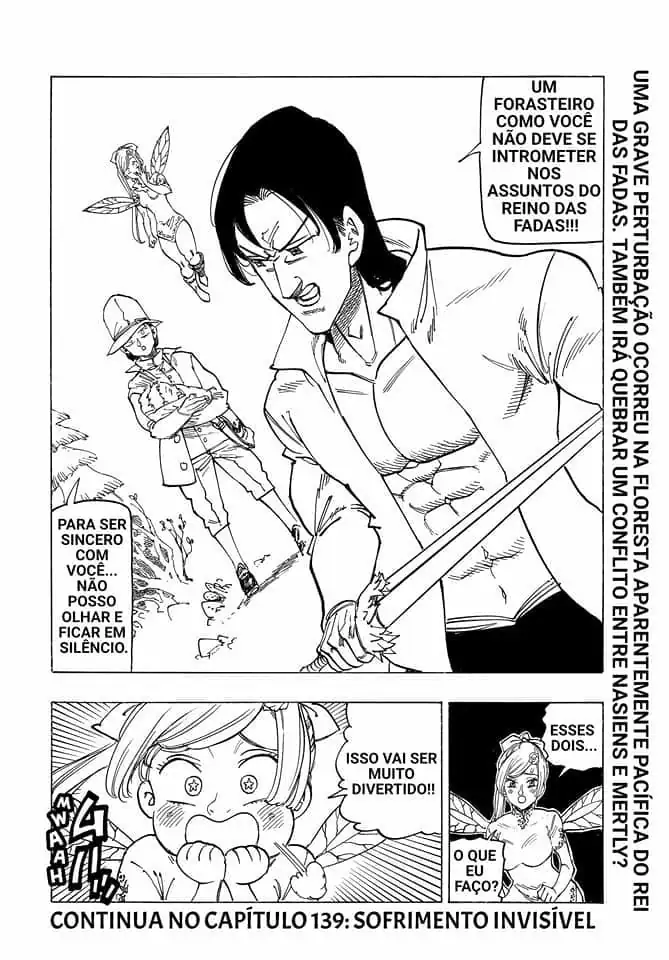 UM
FORASTEIRO
COMO VOCÊ
NÃO DEVE SE
INTROMETER
NOS
ASSUNTOS DO
REINO DAS
FADAS!!!
UMA GRAVE PERTURBAÇÃO OCORREU NA FLORESTA APARENTEMENTE PACÍFICA DO REI
DAS FADAS. TAMBÉM IRÁ QUEBRAR UM CONFLITO ENTRE NASIENS E MERTLY?
PARA SER
SINCERO
COM
VOCÊ...
NÃO
POSSO
OLHAR E
FICAR EM
SILÊNCIO.
ISSO VAI SER
MUITO
DIVERTIDO!!
MWAAH
ESSES
DOIS...
O QUE
EU
FAÇO?
CONTINUA NO CAPÍTULO 139: SOFRIMENTO INVISÍVEL